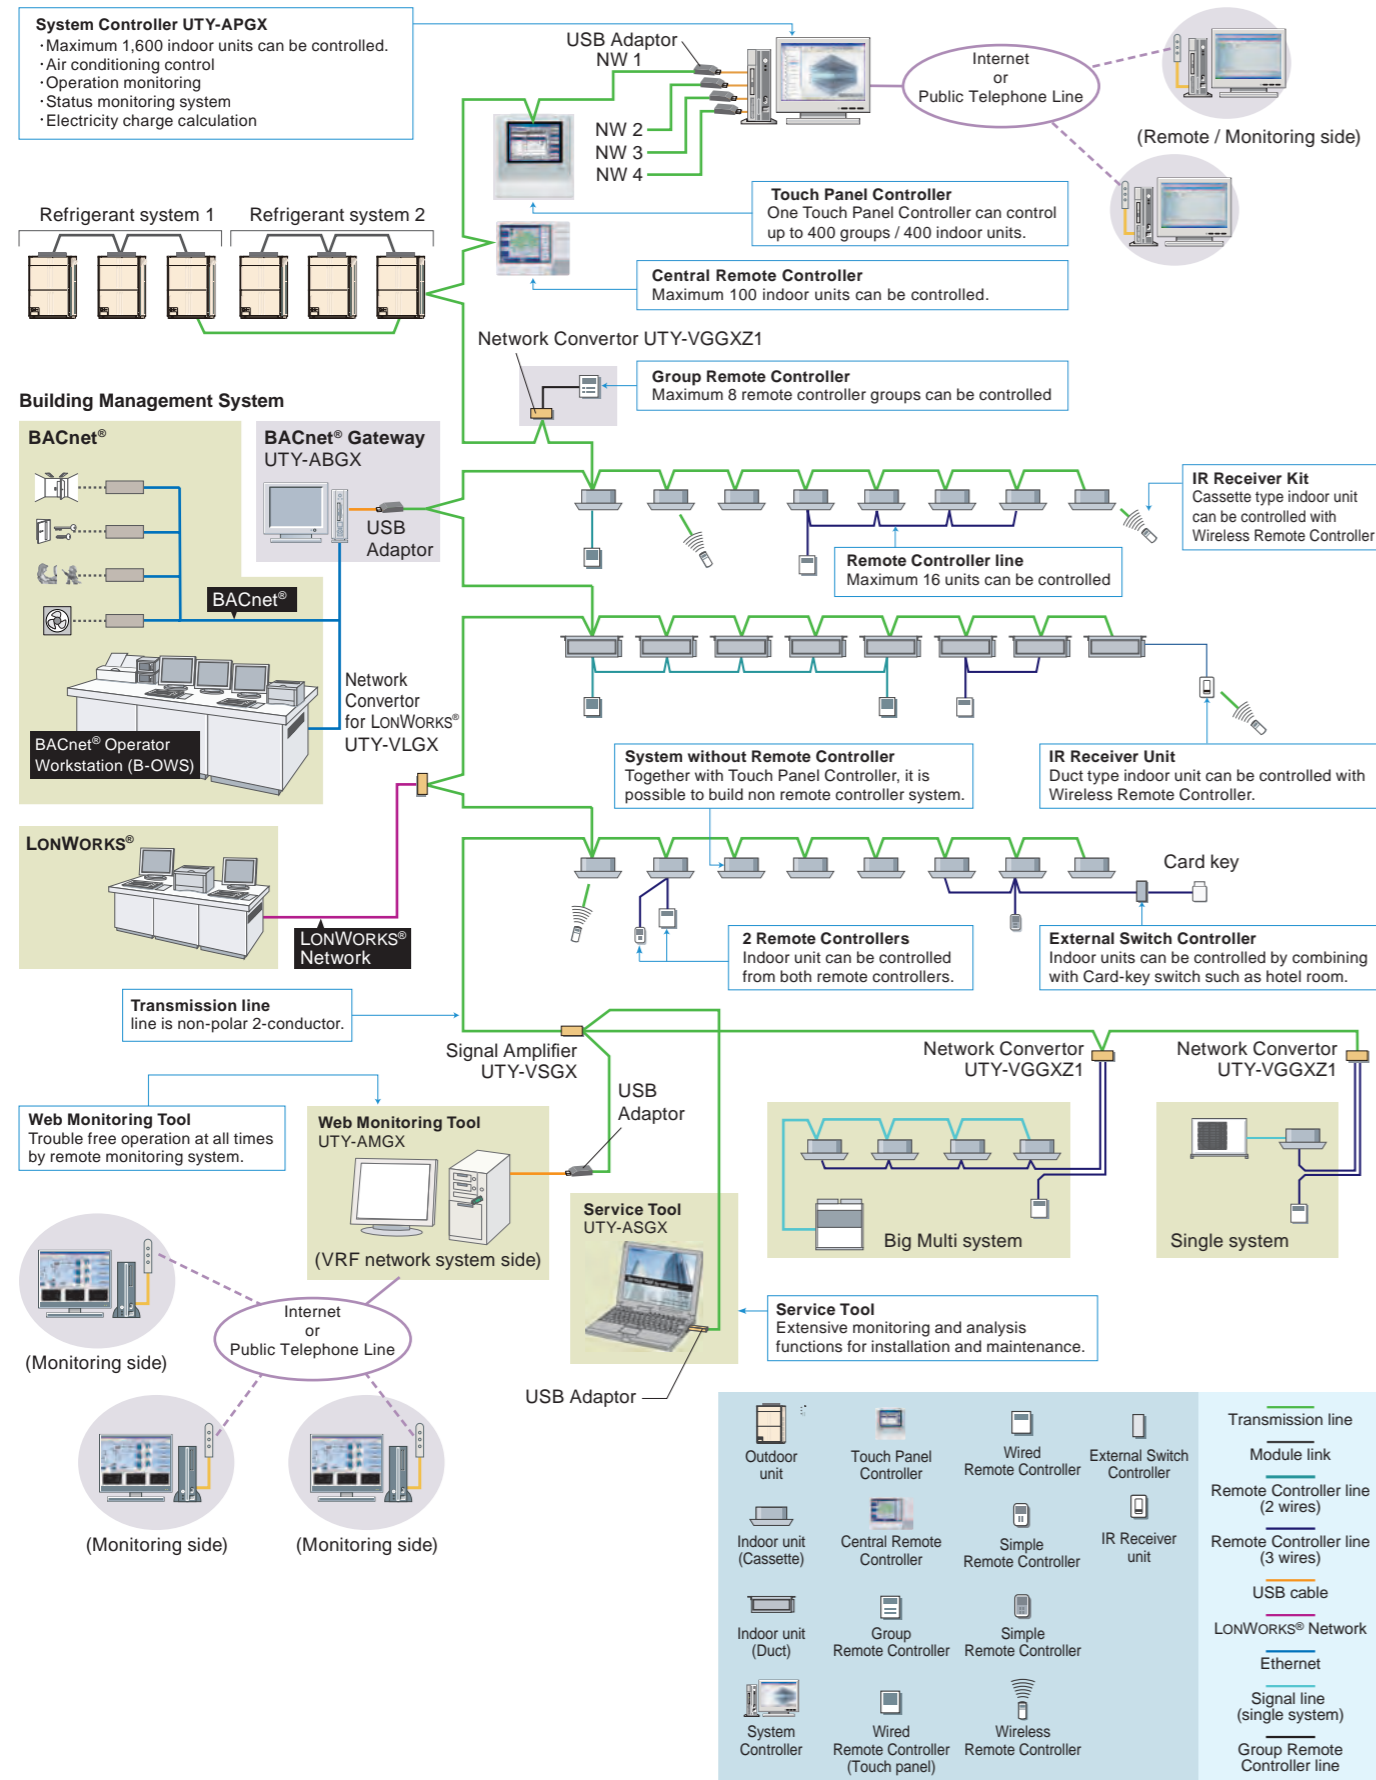 System Controller UTY-APGX
·Maximum 1,600 indoor units can be controlled.
·Air conditioning control
·Operation monitoring
·Status monitoring system
·Electricity charge calculation
USB Adaptor
NW 1
NW 2
NW 3
NW 4
Internet
or
Public Telephone Line
(Remote / Monitoring side)
Touch Panel Controller
One Touch Panel Controller can control
up to 400 groups / 400 indoor units.
Refrigerant system 1
Refrigerant system 2
Central Remote Controller
Maximum 100 indoor units can be controlled.
Network Convertor UTY-VGGXZ1
Group Remote Controller
Maximum 8 remote controller groups can be controlled
Building Management System
BACnet®
BACnet® Gateway
UTY-ABGX
USB
Adaptor
IR Receiver Kit
Cassette type indoor unit
can be controlled with
Wireless Remote Controller
Remote Controller line
Maximum 16 units can be controlled
BACnet®
Network
Convertor
for LONWORKS®
UTY-VLGX
BACnet® Operator
Workstation (B-OWS)
System without Remote Controller
Together with Touch Panel Controller, it is
possible to build non remote controller system.
IR Receiver Unit
Duct type indoor unit can be controlled with
Wireless Remote Controller.
LONWORKS®
Card key
LONWORKS®
Network
2 Remote Controllers
Indoor unit can be controlled
from both remote controllers.
External Switch Controller
Indoor units can be controlled by combining
with Card-key switch such as hotel room.
Transmission line
line is non-polar 2-conductor.
Signal Amplifier
UTY-VSGX
Network Convertor
UTY-VGGXZ1
Network Convertor
UTY-VGGXZ1
USB
Adaptor
Web Monitoring Tool
Trouble free operation at all times
by remote monitoring system.
Web Monitoring Tool
UTY-AMGX
(VRF network system side)
Service Tool
UTY-ASGX
Big Multi system
Single system
Internet
or
Public Telephone Line
Service Tool
Extensive monitoring and analysis
functions for installation and maintenance.
(Monitoring side)
USB Adaptor
(Monitoring side)
(Monitoring side)
Outdoor
unit
Touch Panel
Controller
Wired
Remote Controller
External Switch
Controller
Indoor unit
(Cassette)
Central Remote
Controller
Simple
Remote Controller
IR Receiver
unit
Indoor unit
(Duct)
Group
Remote Controller
Simple
Remote Controller
System
Controller
Wired
Remote Controller
(Touch panel)
Wireless
Remote Controller
Transmission line
Module link
Remote Controller line
(2 wires)
Remote Controller line
(3 wires)
USB cable
LONWORKS® Network
Ethernet
Signal line
(single system)
Group Remote
Controller line